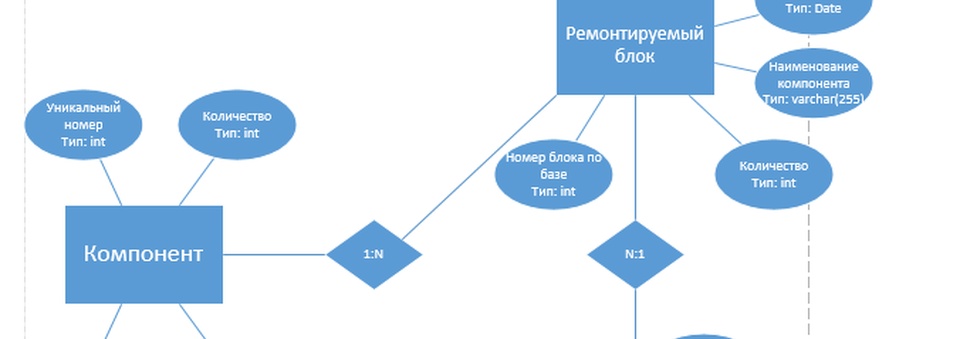 Тип: Date
Ремонтируемый
блок
Наименование
компонента
Тип: varchar(255)
Уникальный
номер
Тип: int
Количество
Тип: int
Номер блока по
базе
Тип: int
Количество
Тип: int
Компонент
1:N
N:1